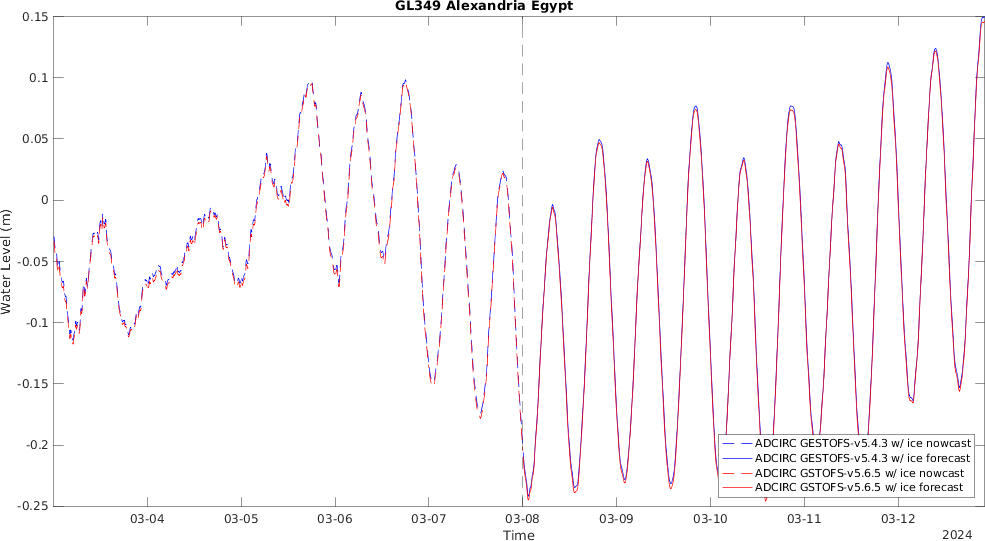 GL349 Alexandria Egypt
0.15
0.1
0.05
0
-0.05
-0.1
-0.15
-0.2
-0.25
Water Level (m)
03-04 03-05 03-06 03-07 03-08 03-09 03-10 03-11 03-12
Time
2024
ADCIRC GESTOFS-v5.4.3 w/ ice nowcast
ADCIRC GESTOFS-v5.4.3 w/ ice forecast
ADCIRC GSTOFS-v5.6.5 w/ ice nowcast
ADCIRC GSTOFS-v5.6.5 w/ ice forecast